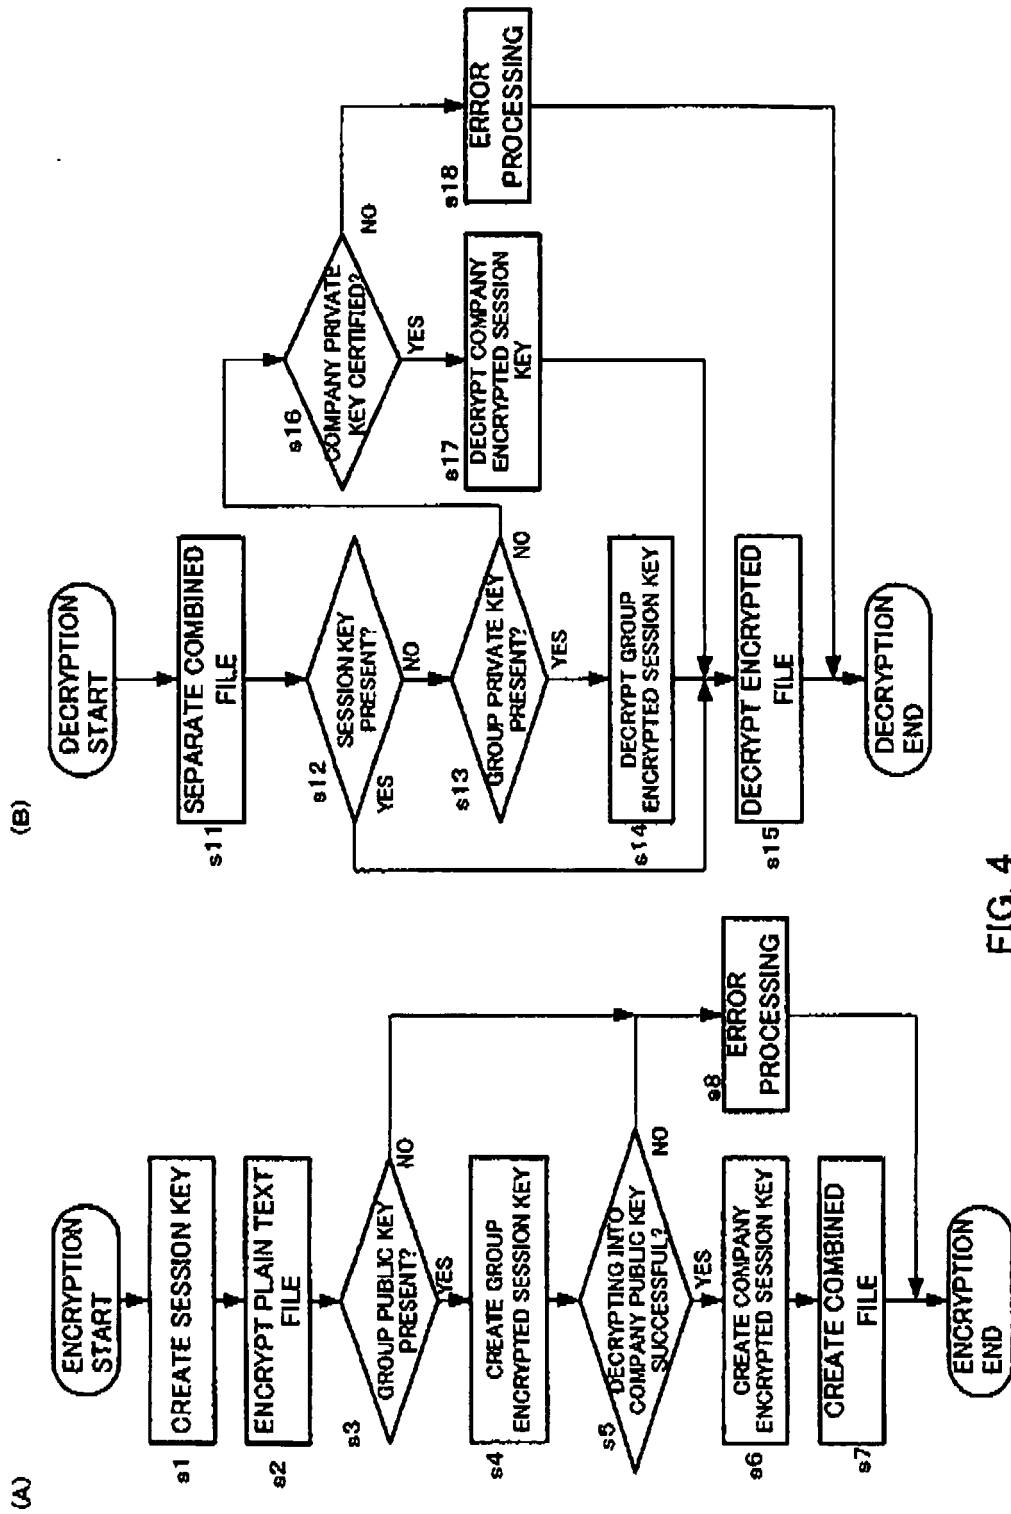 (A)
ENCRYPTION
START
s1
CREATE SESSION KEY
s2
ENCRYPT PLAIN TEXT
FILE
s3
GROUP PUBLIC KEY
PRESENT?
NO
YES
s4
CREATE GROUP
ENCRYPTED SESSION KEY
s5
DECRYPTING INTO
COMPANY PUBLIC KEY
SUCCESSFUL?
NO
YES
s6
CREATE COMPANY
ENCRYPTED SESSION KEY
s8
ERROR
PROCESSING
s7
CREATE COMBINED
FILE
ENCRYPTION
END
(B)
DECRYPTION
START
s11
SEPARATE COMBINED
FILE
s12
SESSION KEY
PRESENT?
YES
NO
s13
GROUP PRIVATE KEY
PRESENT?
NO
YES
s14
DECRYPT GROUP
ENCRYPTED SESSION KEY
s15
DECRYPT ENCRYPTED
FILE
s16
COMPANY PRIVATE
KEY CERTIFIED?
NO
YES
s17
DECRYPT COMPANY
ENCRYPTED SESSION
KEY
s18
ERROR
PROCESSING
DECRYPTION
END
FIG. 4